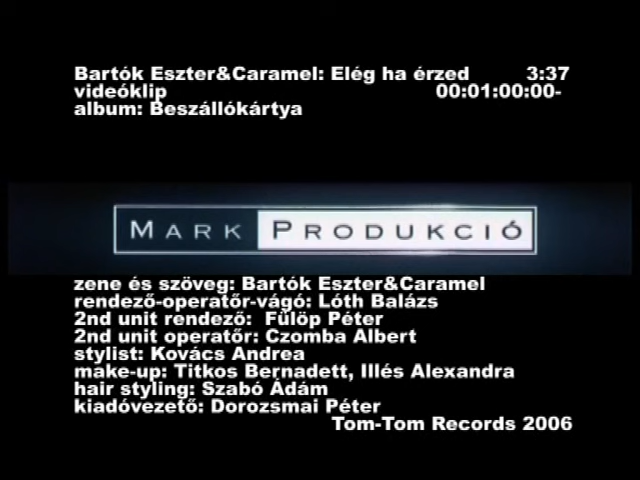 Bartók Eszter&Caramel: Elég ha érzed 3:37
videóklip 00:01:00:00-
album: Beszállókártya
MARK PRODUKCIÓ
zene és szöveg: Bartók Eszter&Caramel
rendező-operatőr-vágó: Lóth Balázs
2nd unit rendező: Fülöp Péter
2nd unit operatőr: Czomba Albert
stylist: Kovács Andrea
make-up: Titkos Bernadett, Illés Alexandra
hair styling: Szabó Ádám
kiadóvezető: Dorozsmai Péter
Tom-Tom Records 2006